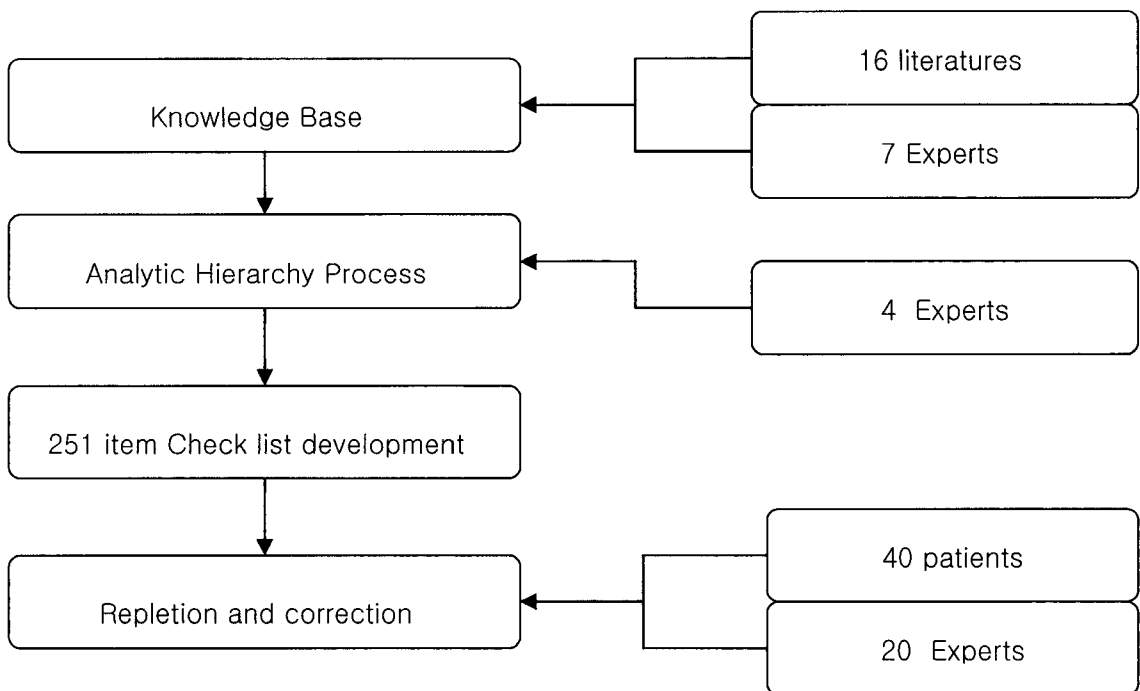 16 literatures
Knowledge Base
7 Experts
Analytic Hierarchy Process
4 Experts
251 item Check list development
40 patients
Repletion and correction
20 Experts